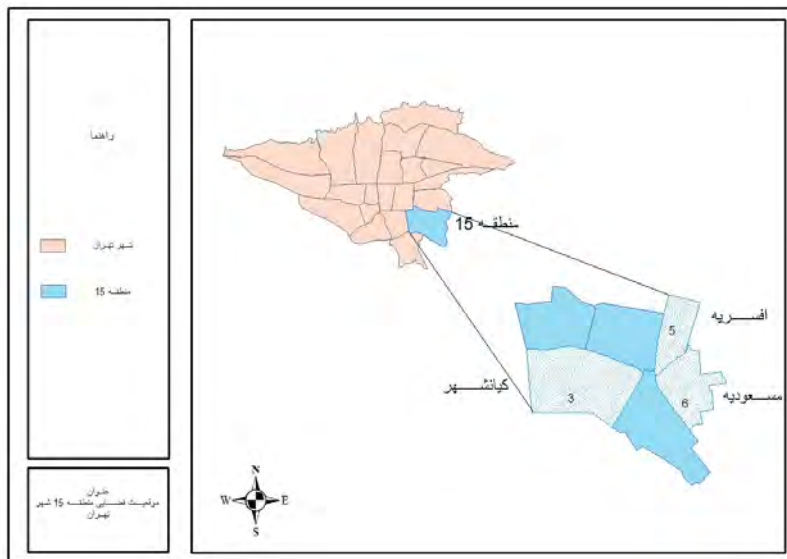 راهنما
شهر تهران
منطقه 15
عنوان
موقعیت فضایی منطقه 15 شهر
تهران
منطقه 15
افسریه
5
کیانشهر
3
مسعودیه
6
N
W
E
S